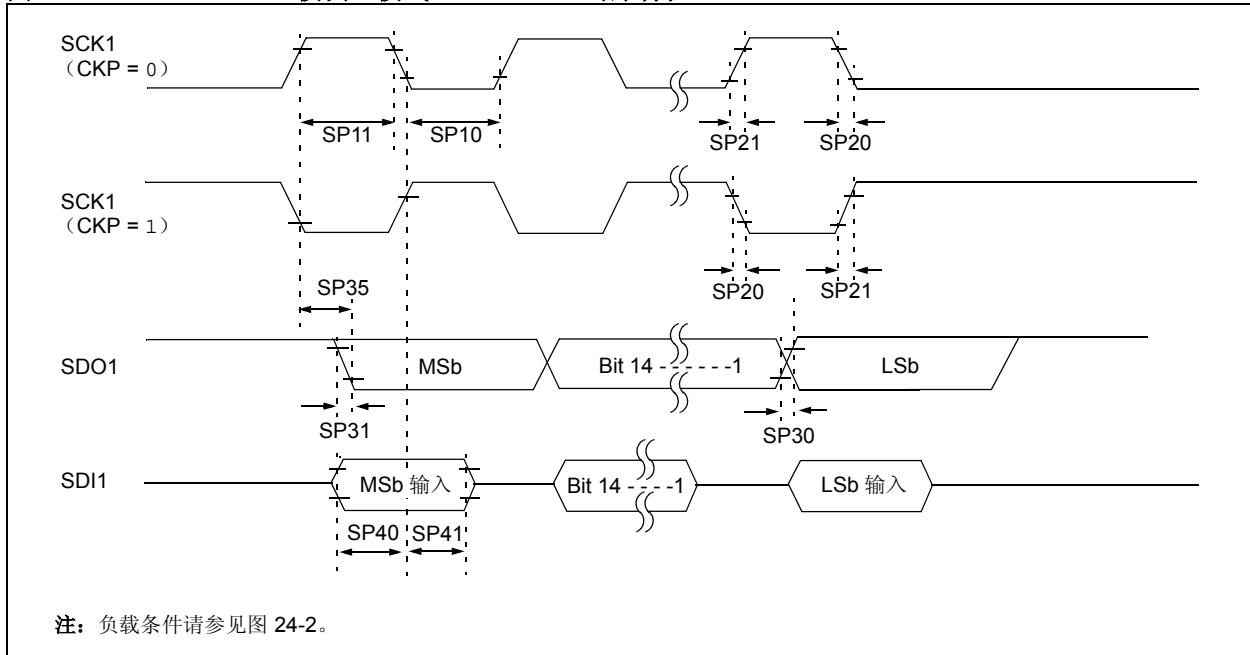 SCK1
（CKP = 0）
SP11
SP10
SP21
SP20
SCK1
（CKP = 1）
SP35
SP20
SP21
SDO1
MSb
Bit 14 - - - - - -1
LSb
SP31
SP30
SDI1
MSb 输入
Bit 14 - - - -1
LSb 输入
SP40
SP41
注：负载条件请参见图 24-2。